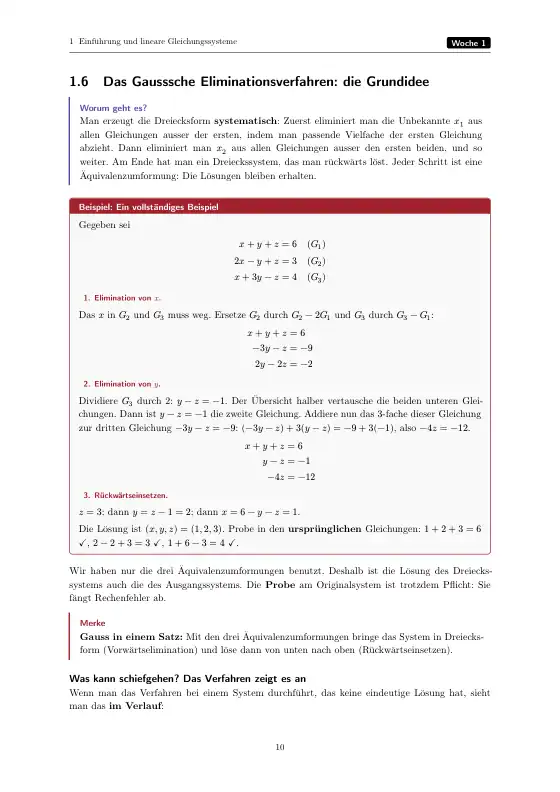 1 Einführung und lineare Gleichungssysteme
Woche 1
1.6 Das Gausssche Eliminationsverfahren: die Grundidee
Worum geht es?
Man erzeugt die Dreiecksform systematisch: Zuerst eliminiert man die Unbekannte x₁ aus
allen Gleichungen ausser der ersten, indem man passende Vielfache der ersten Gleichung
abzieht. Dann eliminiert man x₂ aus allen Gleichungen ausser den ersten beiden, und so
weiter. Am Ende hat man ein Dreieckssystem, das man rückwärts löst. Jeder Schritt ist eine
Äquivalenzumformung: Die Lösungen bleiben erhalten.
Beispiel: Ein vollständiges Beispiel
Gegeben sei
x + y + z = 6 (G₁)
2x − y + z = 3 (G₂)
x + 3y − z = 4 (G₃)
1. Elimination von x.
Das x in G₂ und G₃ muss weg. Ersetze G₂ durch G₂ − 2G₁ und G₃ durch G₃ − G₁:
x + y + z = 6
−3y − z = −9
2y − 2z = −2
2. Elimination von y.
Dividiere G₃ durch 2: y − z = −1. Der Übersicht halber vertausche die beiden unteren Glei-
chungen. Dann ist y − z = −1 die zweite Gleichung. Addiere nun das 3-fache dieser Gleichung
zur dritten Gleichung −3y − z = −9: (−3y − z) + 3(y − z) = −9 + 3(−1), also −4z = −12.
x + y + z = 6
y − z = −1
−4z = −12
3. Rückwärtseinsetzen.
z = 3; dann y = z − 1 = 2; dann x = 6 − y − z = 1.
Die Lösung ist (x, y, z) = (1, 2, 3). Probe in den ursprünglichen Gleichungen: 1 + 2 + 3 = 6
✓, 2 − 2 + 3 = 3 ✓, 1 + 6 − 3 = 4 ✓.
Wir haben nur die drei Äquivalenzumformungen benutzt. Deshalb ist die Lösung des Dreiecks-
systems auch die des Ausgangssystems. Die Probe am Originalsystem ist trotzdem Pflicht: Sie
fängt Rechenfehler ab.
Merke
Gauss in einem Satz: Mit den drei Äquivalenzumformungen bringe das System in Dreiecks-
form (Vorwärtselimination) und löse dann von unten nach oben (Rückwärtseinsetzen).
Was kann schiefgehen? Das Verfahren zeigt es an
Wenn man das Verfahren bei einem System durchführt, das keine eindeutige Lösung hat, sieht
man das im Verlauf:
10